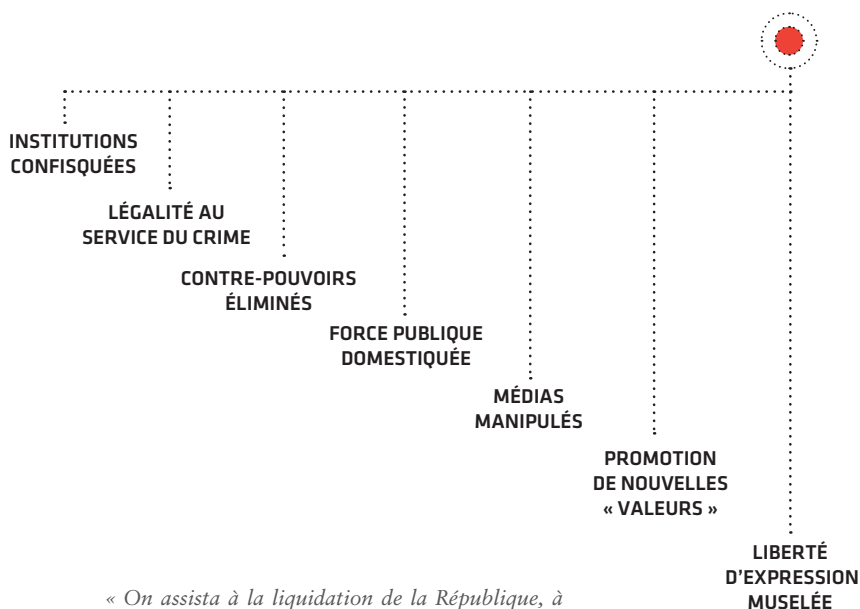 INSTITUTIONS
CONFISQUÉES
LÉGALITÉ AU
SERVICE DU CRIME
CONTRE-POUVOIRS
ÉLIMINÉS
FORCE PUBLIQUE
DOMESTIQUÉE
MÉDIAS
MANIPULÉS
PROMOTION
DE NOUVELLES
« VALEURS »
LIBERTÉ
D’EXPRESSION
MUSELÉE
« On assista à la liquidation de la République, à